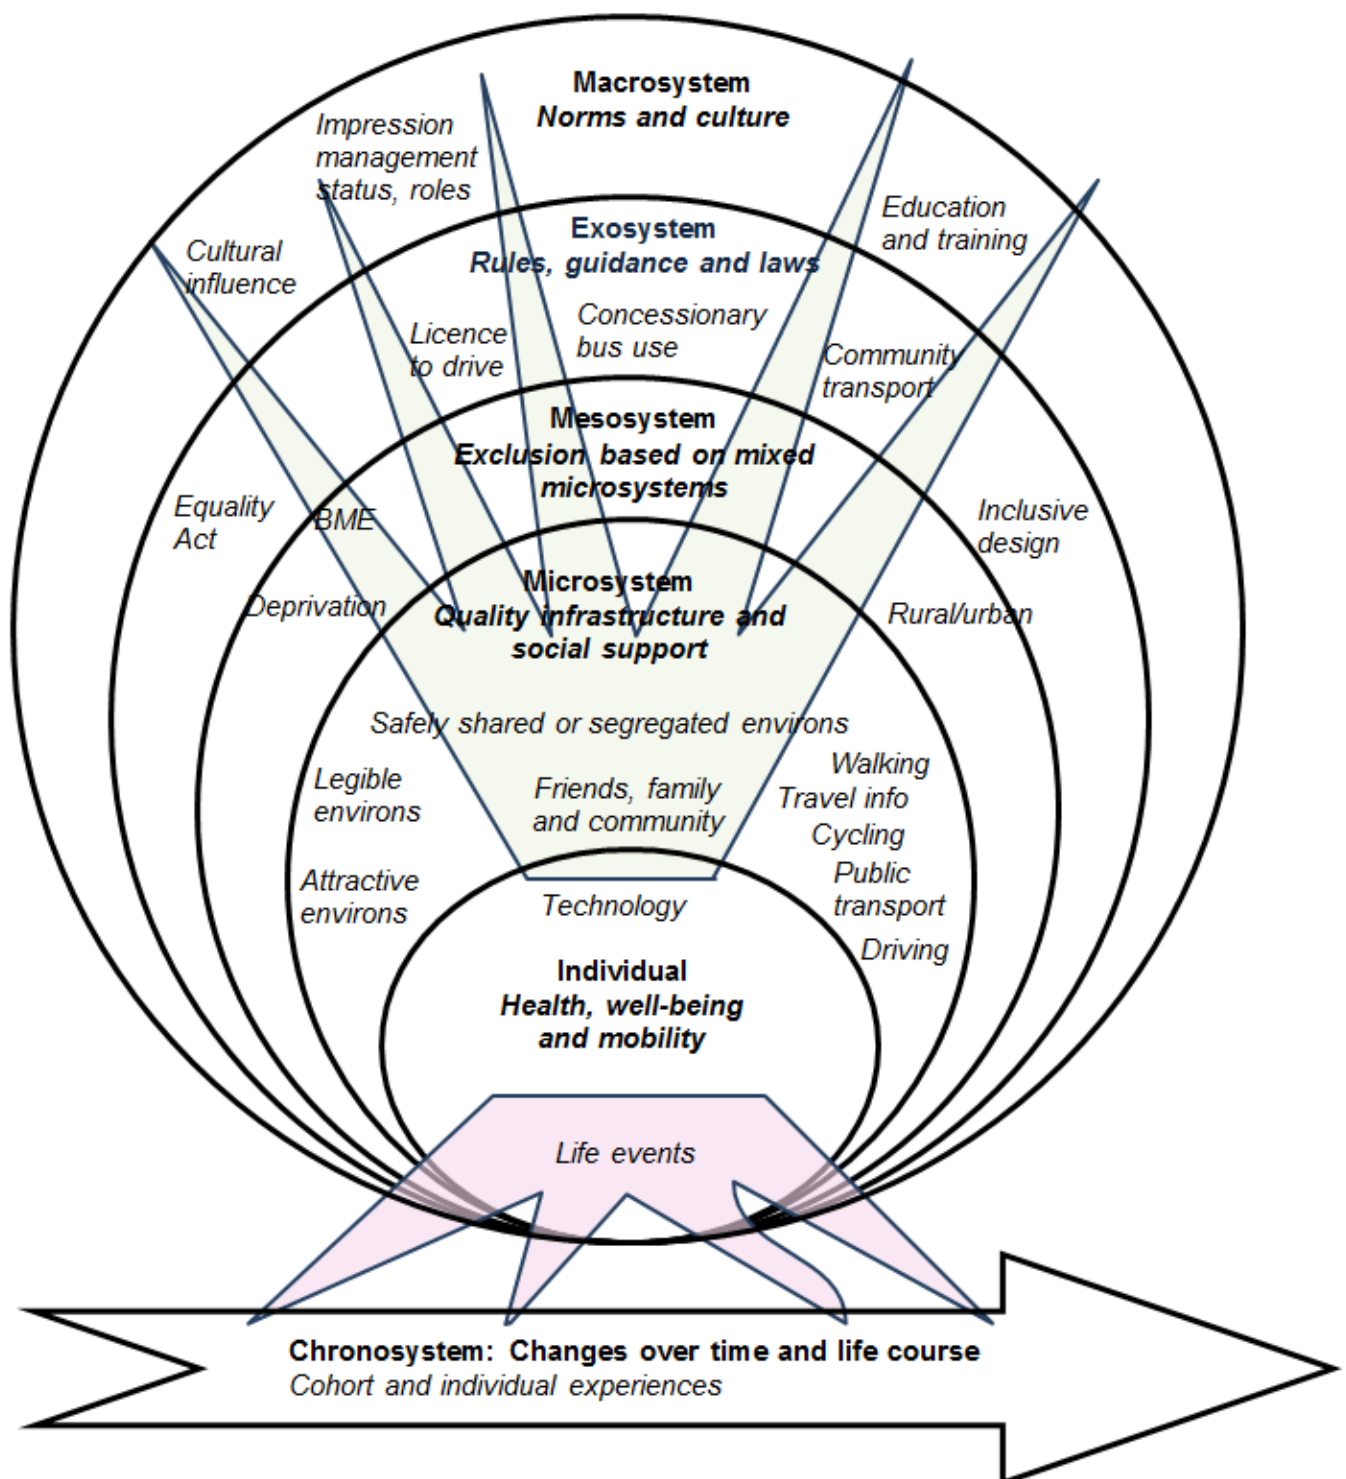 Macrosystem
Norms and culture
Impression
management
status, roles
Cultural
influence
Education
and training
Exosystem
Rules, guidance and laws
Licence
to drive
Concessionary
bus use
Community
transport
Mesosystem
Exclusion based on mixed
microsystems
Equality
Act
BME
Deprivation
Inclusive
design
Rural/urban
Microsystem
Quality infrastructure and
social support
Safely shared or segregated environs
Legible
environs
Friends, family
and community
Walking
Travel info
Cycling
Public
transport
Driving
Attractive
environs
Technology
Individual
Health, well-being
and mobility
Life events
Chronosystem: Changes over time and life course
Cohort and individual experiences